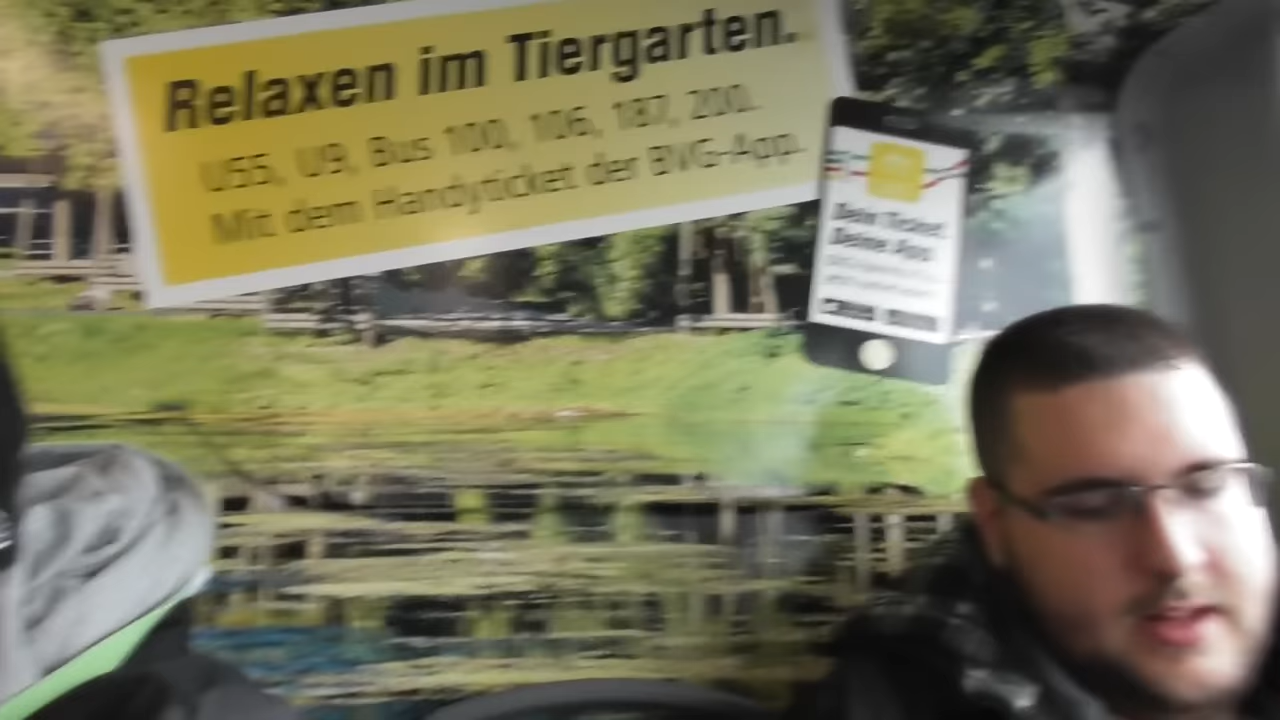 Relaxen im Tiergarten.
U55, U9, Bus 100, 106, 187, 200.
Mit dem Handyticket der BVG-App.
Dein Ticket.
Deine App